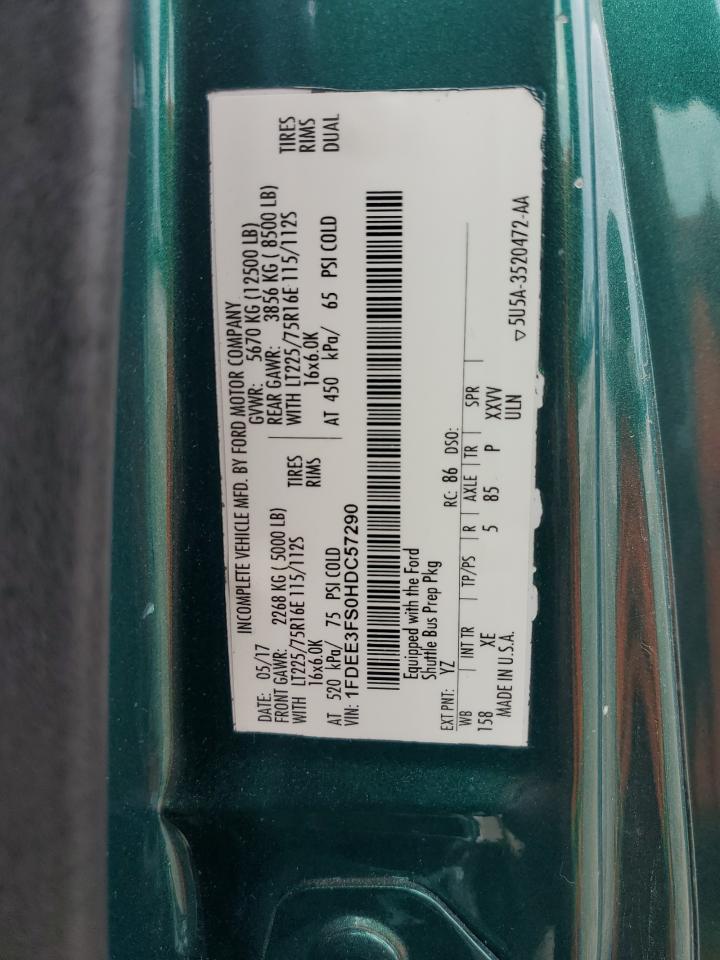 INCOMPLETE VEHICLE MFD. BY FORD MOTOR COMPANY
DATE: 05/17 GVWR: 5670 KG (12500 LB)
FRONT GAWR: 2268 KG ( 5000 LB) REAR GAWR: 3856 KG ( 8500 LB)
WITH LT225/75R16E 115/112S TIRES WITH LT225/75R16E 115/112S TIRES
16x6.0K RIMS 16x6.0K RIMS
AT 520 kPa/ 75 PSI COLD AT 450 kPa/ 65 PSI COLD DUAL
VIN: 1FDEE3FS0HDC57290
Equipped with the Ford
Shuttle Bus Prep Pkg
EXT PNT: YZ RC: 86 DSO:
WB INT TR TP/PS R AXLE TR SPR
158 XE 5 85 P XXVV
MADE IN U.S.A. ULN
▽5U5A-3520472-AA